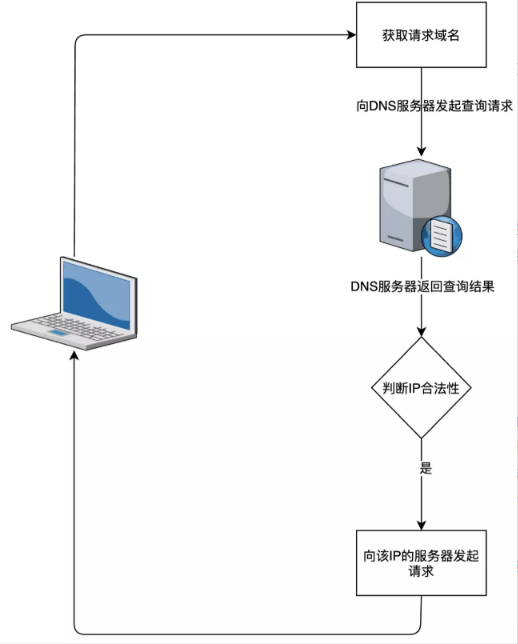 获取请求域名
向DNS服务器发起查询请求
DNS服务器返回查询结果
判断IP合法性
是
向该IP的服务器发起
请求